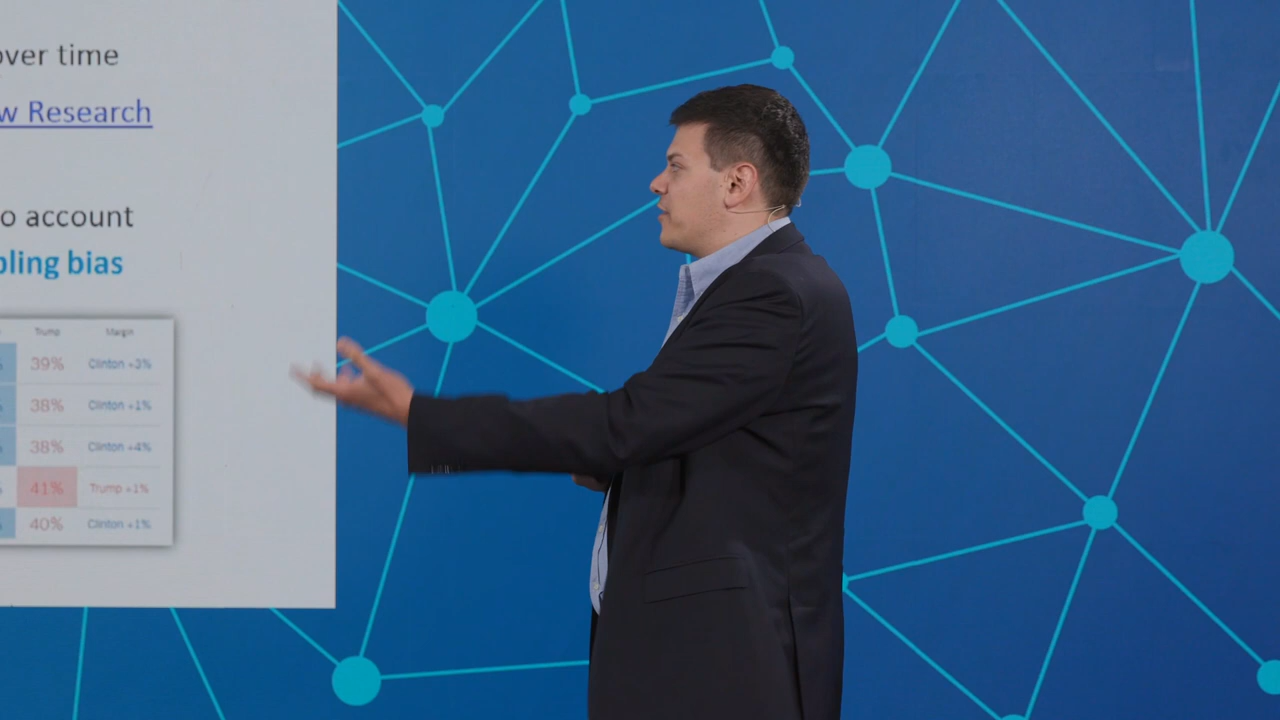 over time
w Research
o account
pling bias
Trump Margin
% 39% Clinton +3%
% 38% Clinton +1%
% 38% Clinton +4%
% 41% Trump +1%
% 40% Clinton +1%